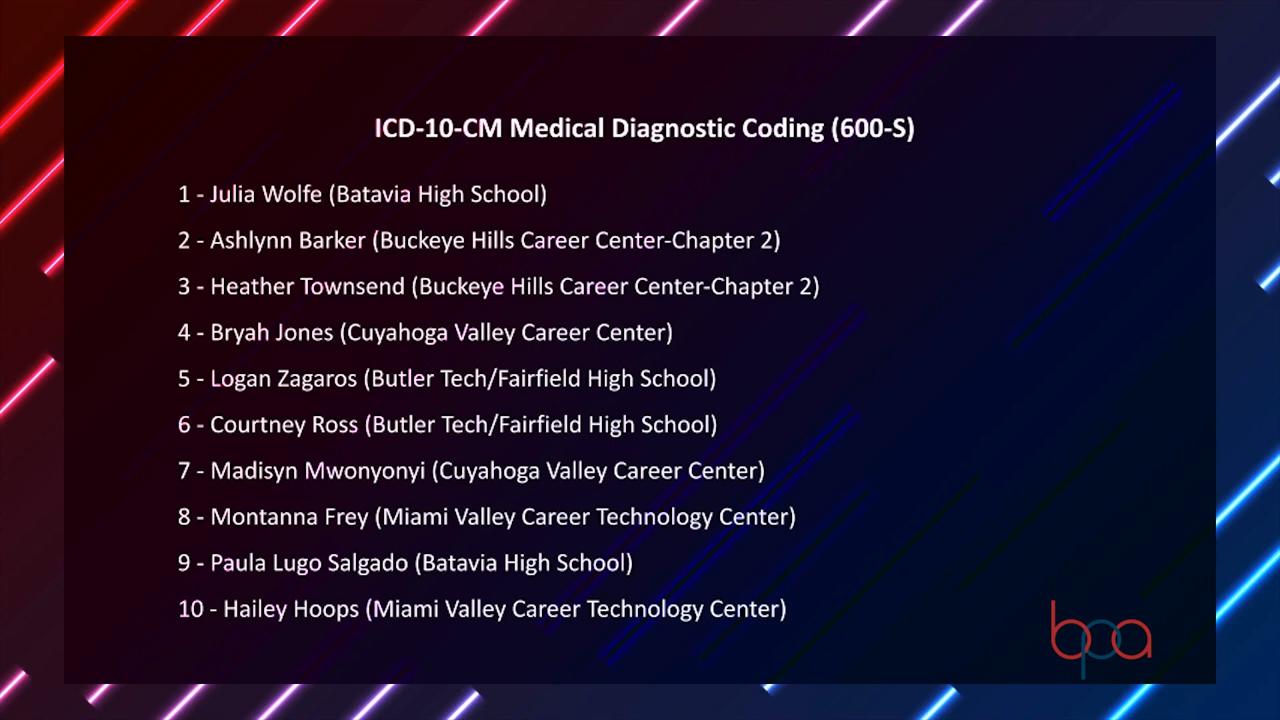 ICD-10-CM Medical Diagnostic Coding (600-S)
1 - Julia Wolfe (Batavia High School)
2 - Ashlynn Barker (Buckeye Hills Career Center-Chapter 2)
3 - Heather Townsend (Buckeye Hills Career Center-Chapter 2)
4 - Bryah Jones (Cuyahoga Valley Career Center)
5 - Logan Zagaros (Butler Tech/Fairfield High School)
6 - Courtney Ross (Butler Tech/Fairfield High School)
7 - Madisyn Mwonyonyi (Cuyahoga Valley Career Center)
8 - Montanna Frey (Miami Valley Career Technology Center)
9 - Paula Lugo Salgado (Batavia High School)
10 - Hailey Hoops (Miami Valley Career Technology Center)
bpa